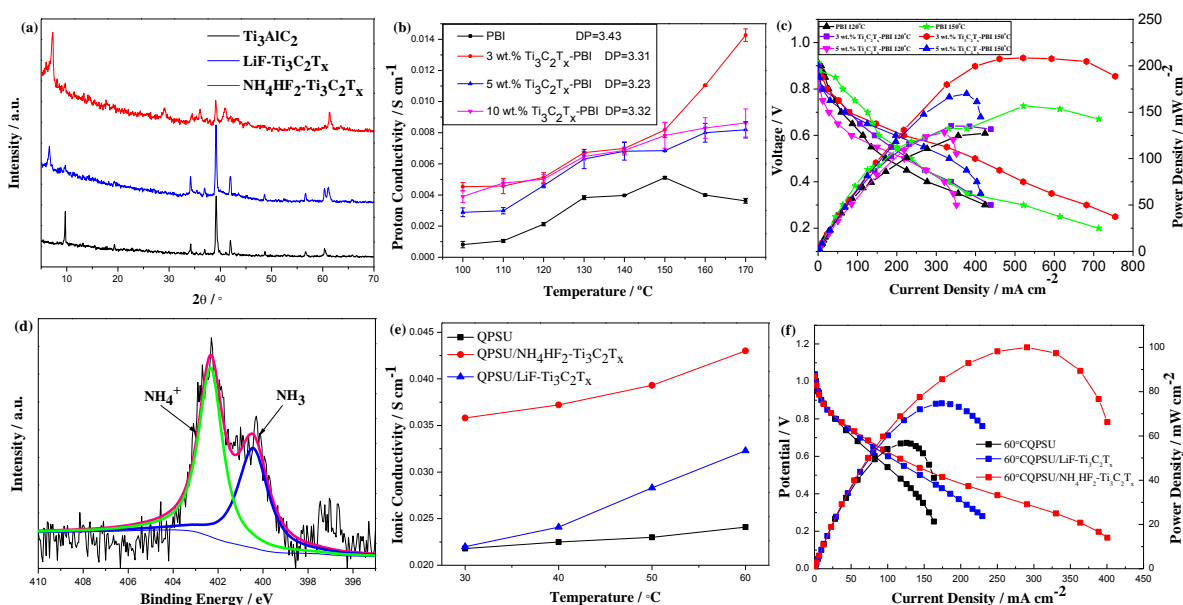 (a)
Ti3AlC2
LiF-Ti3C2Tx
NH4HF2-Ti3C2Tx
Intensity / a.u.
10 20 30 40 50 60 70
2θ / °
(b)
PBI DP=3.43
3 wt.% Ti3C2Tx-PBI DP=3.31
5 wt.% Ti3C2Tx-PBI DP=3.23
10 wt.% Ti3C2Tx-PBI DP=3.32
Proton Conductivity / S cm-1
0.014
0.012
0.010
0.008
0.006
0.004
0.002
0.000
100 110 120 130 140 150 160 170
Temperature / °C
(c)
PBI 120°C PBI 150°C
3 wt.% Ti3C2Tx-PBI 120°C 3 wt.% Ti3C2Tx-PBI 150°C
5 wt.% Ti3C2Tx-PBI 120°C 5 wt.% Ti3C2Tx-PBI 150°C
Voltage / V
1.0
0.8
0.6
0.4
0.2
0 100 200 300 400 500 600 700 800
Current Density / mA cm-2
250
200
150
100
50
0
Power Density / mW cm-2
(d)
NH4+
NH3
Intensity / a.u.
410 408 406 404 402 400 398 396
Binding Energy / eV
(e)
QPSU
QPSU/NH4HF2-Ti3C2Tx
QPSU/LiF-Ti3C2Tx
Ionic Conductivity / S cm-1
0.045
0.040
0.035
0.030
0.025
0.020
30 40 50 60
Temperature / °C
(f)
60°CQPSU
60°CQPSU/LiF-Ti3C2Tx
60°CQPSU/NH4HF2-Ti3C2Tx
Potential / V
1.2
1.0
0.8
0.6
0.4
0.2
0.0
0 50 100 150 200 250 300 350 400 450
Current Density / mA cm-2
100
80
60
40
20
0
Power Density / mW cm-2